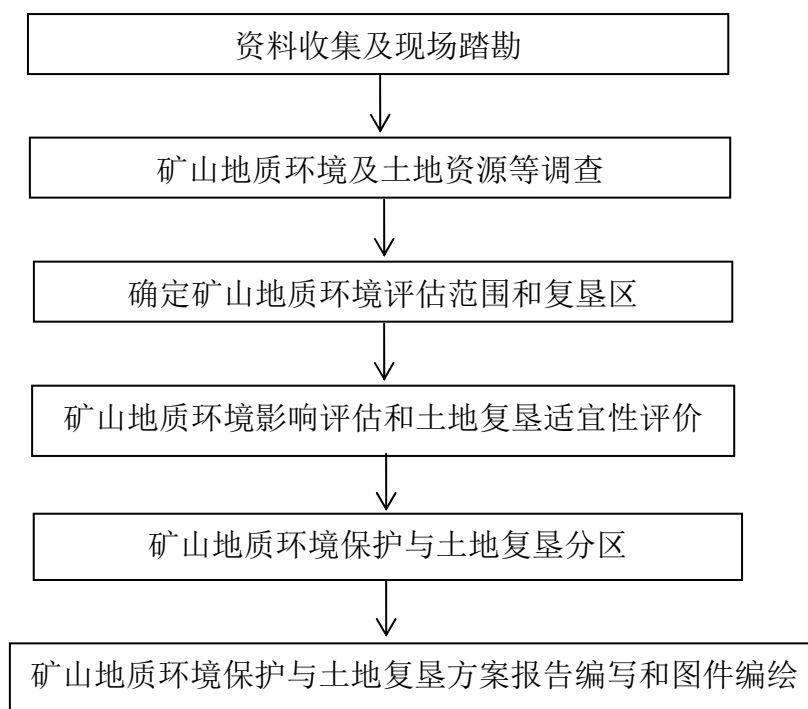 资料收集及现场踏勘
矿山地质环境及土地资源等调查
确定矿山地质环境评估范围和复垦区
矿山地质环境影响评估和土地复垦适宜性评价
矿山地质环境保护与土地复垦分区
矿山地质环境保护与土地复垦方案报告编写和图件编绘